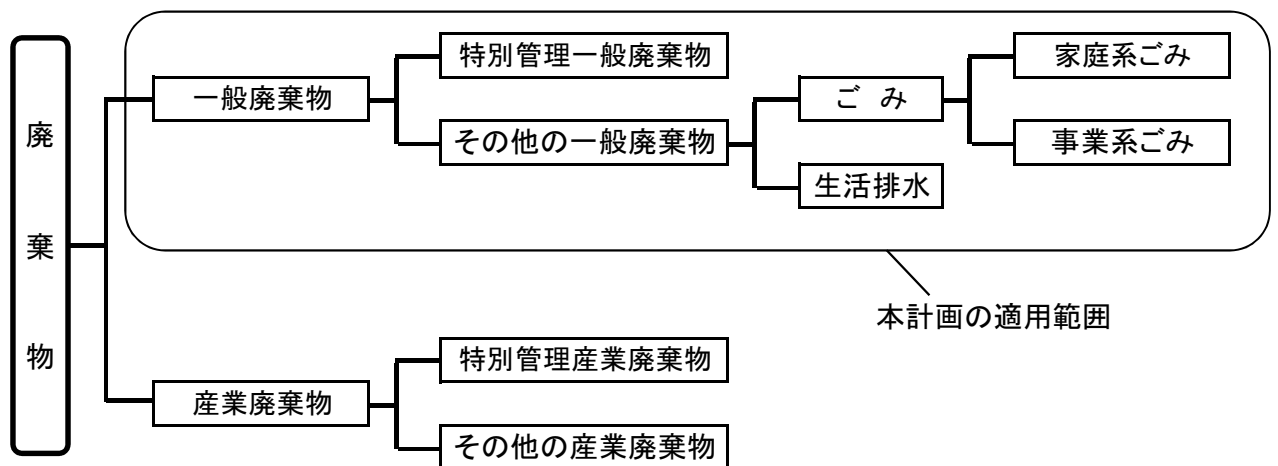 廃棄物
一般廃棄物
特別管理一般廃棄物
その他の一般廃棄物
ご み
生活排水
家庭系ごみ
事業系ごみ
本計画の適用範囲
産業廃棄物
特別管理産業廃棄物
その他の産業廃棄物